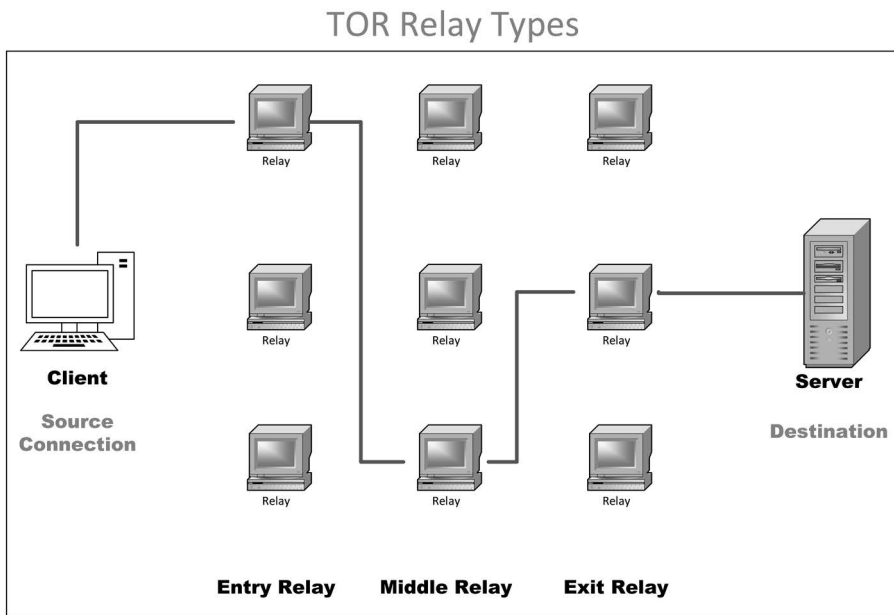 TOR Relay Types
Relay
Relay
Relay
Relay
Relay
Relay
Client
Server
Source
Connection
Destination
Relay
Relay
Relay
Entry Relay
Middle Relay
Exit Relay